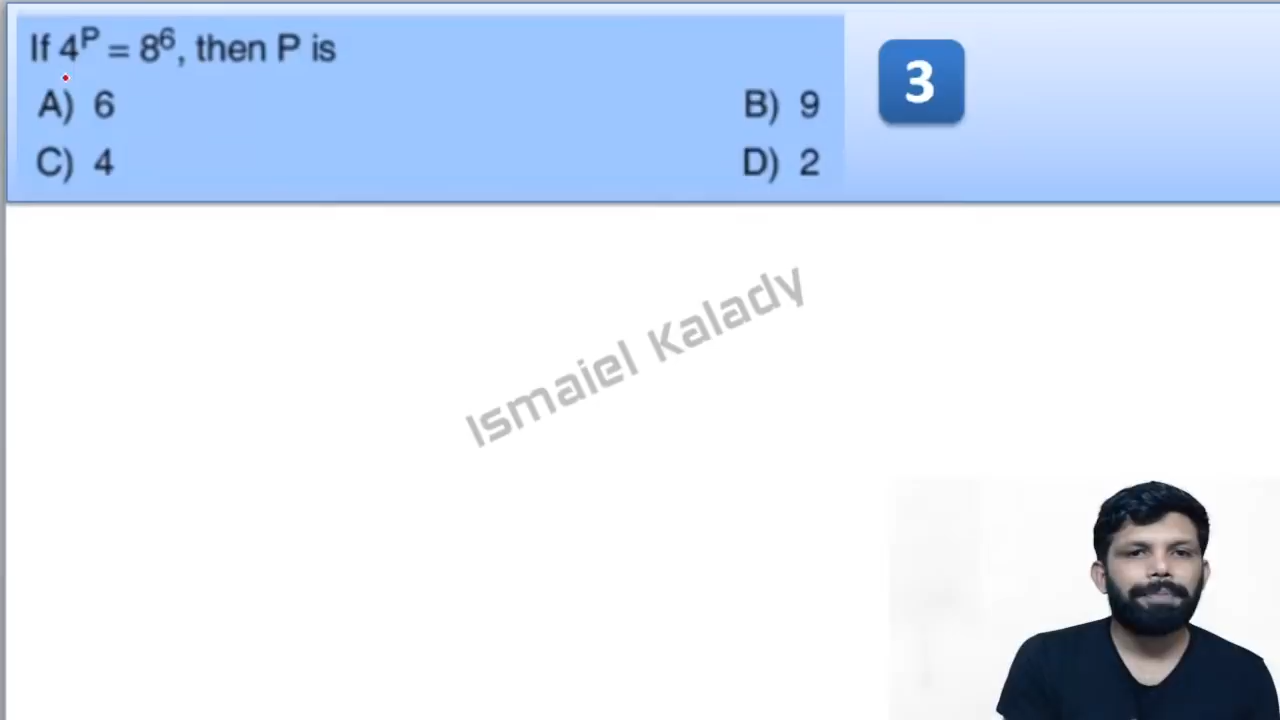 If 4ᴾ = 8⁶, then P is
A) 6 B) 9
C) 4 D) 2
3
Ismaiel Kalady